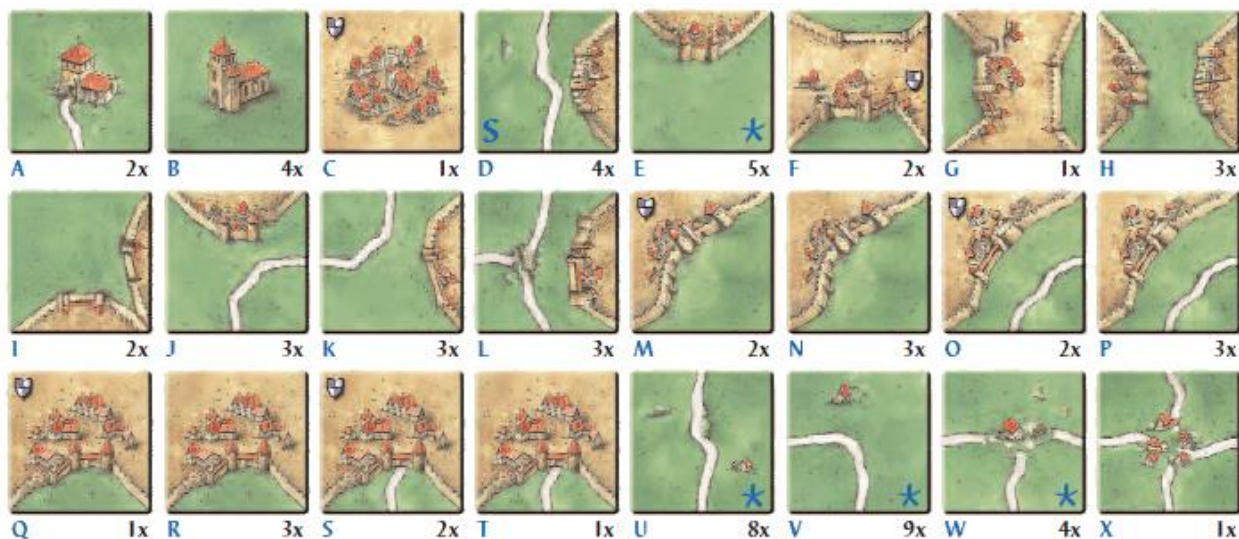 S
A 2x B 4x C 1x D 4x E 5x F 2x G 1x H 3x
I 2x J 3x K 3x L 3x M 2x N 3x O 2x P 3x
Q 1x R 3x S 2x T 1x U 8x V 9x W 4x X 1x